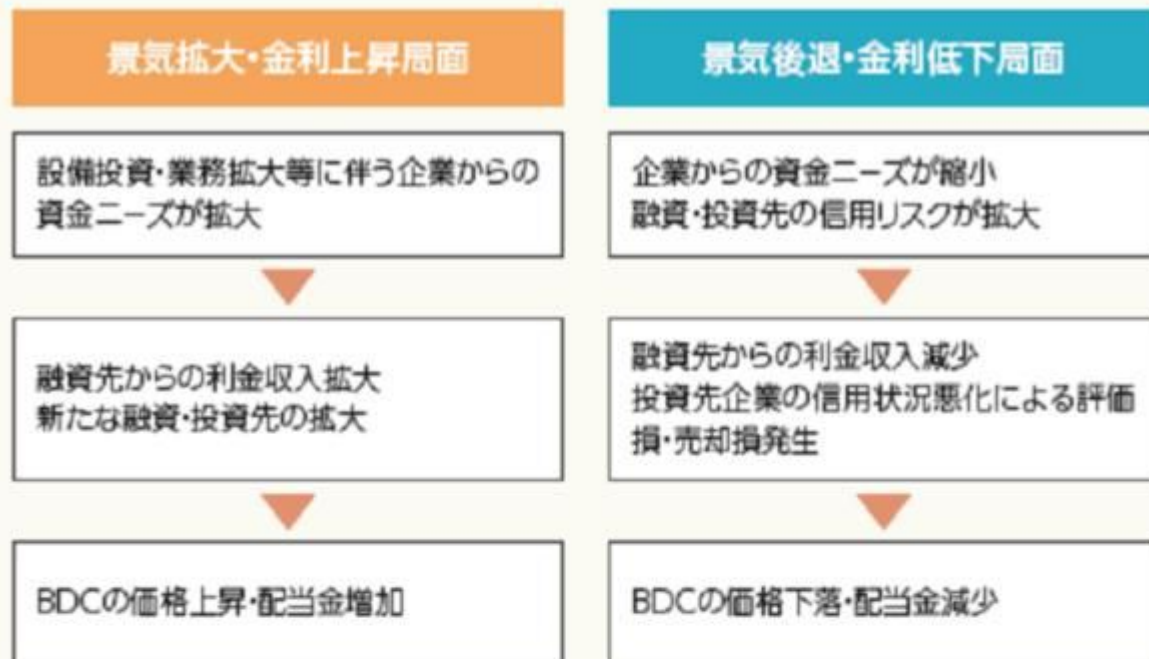 景気拡大・金利上昇局面
設備投資・業務拡大等に伴う企業からの
資金ニーズが拡大
融資先からの利金収入拡大
新たな融資・投資先の拡大
BDCの価格上昇・配当金増加
景気後退・金利低下局面
企業からの資金ニーズが縮小
融資・投資先の信用リスクが拡大
融資先からの利金収入減少
投資先企業の信用状況悪化による評価
損・売却損発生
BDCの価格下落・配当金減少